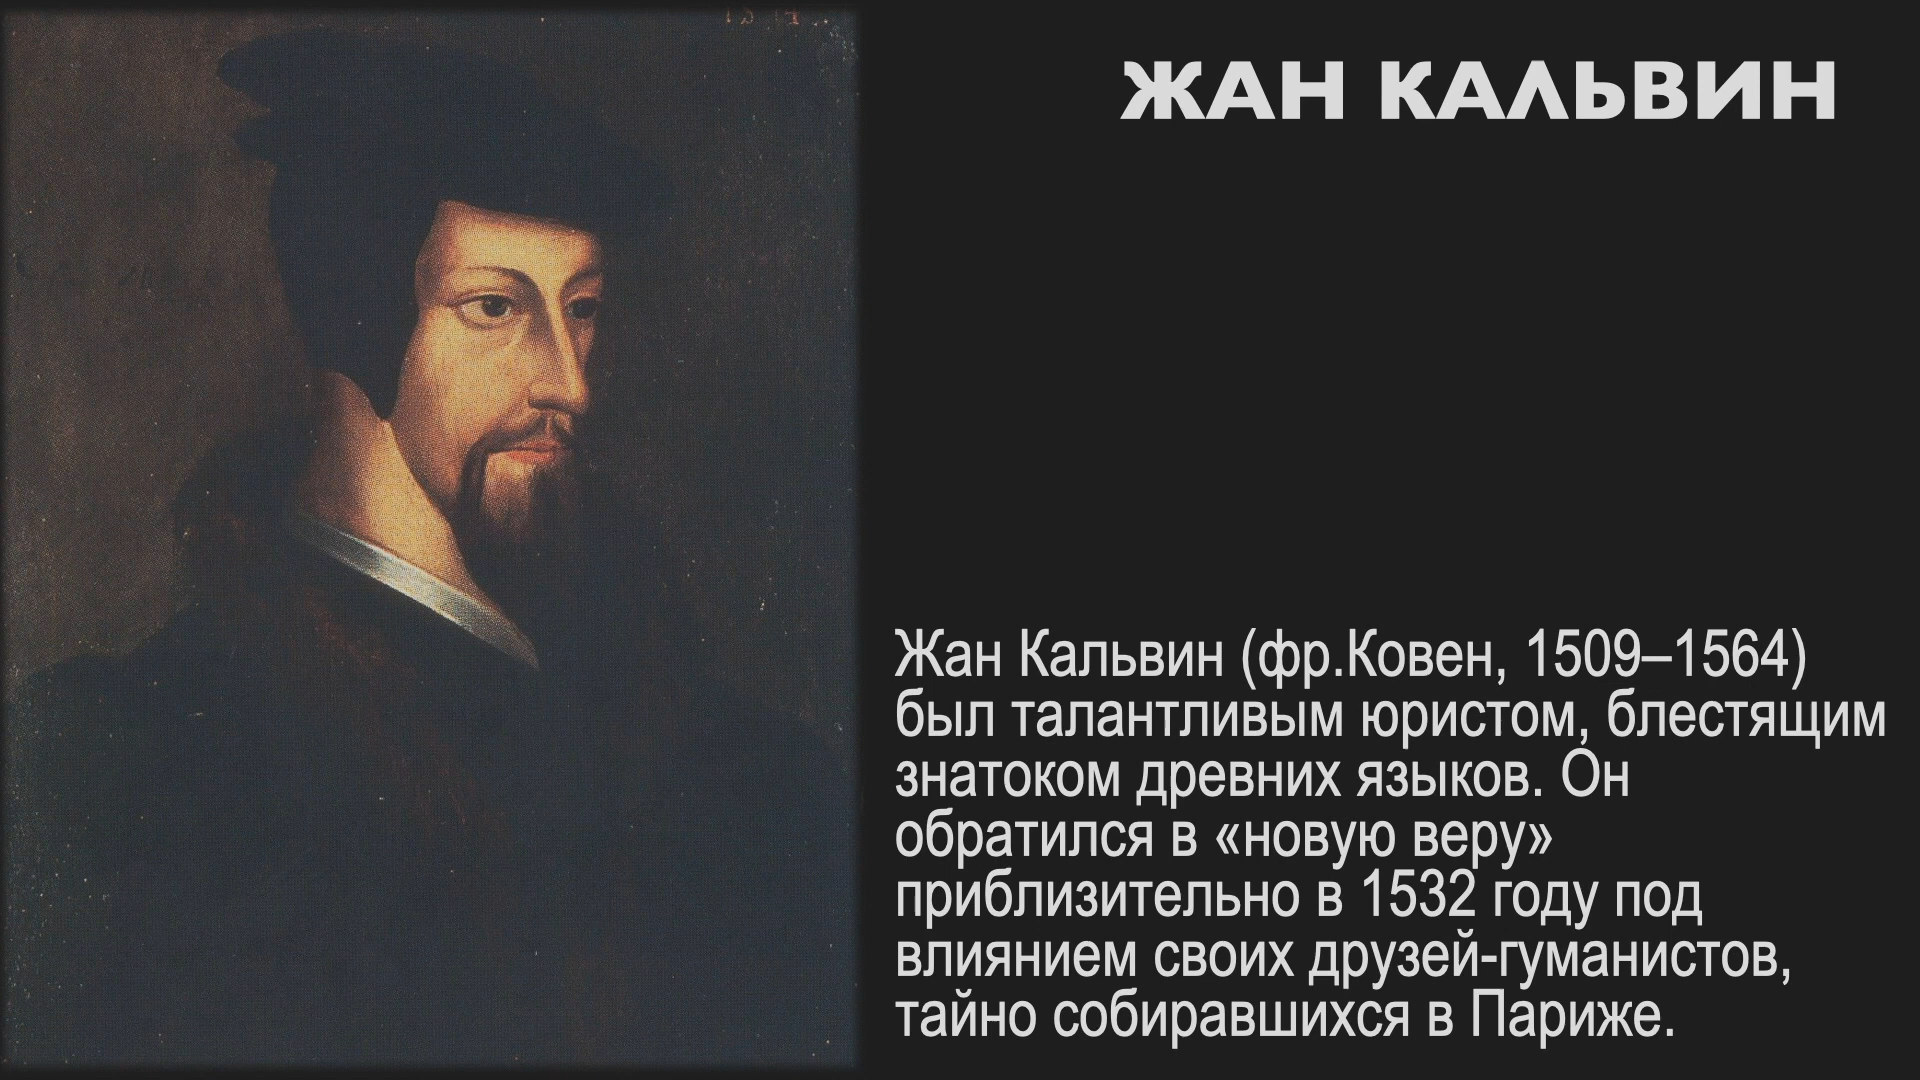 ЖАН КАЛЬВИН
Жан Кальвин (фр.Ковен, 1509–1564)
был талантливым юристом, блестящим
знатоком древних языков. Он
обратился в «новую веру»
приблизительно в 1532 году под
влиянием своих друзей-гуманистов,
тайно собиравшихся в Париже.